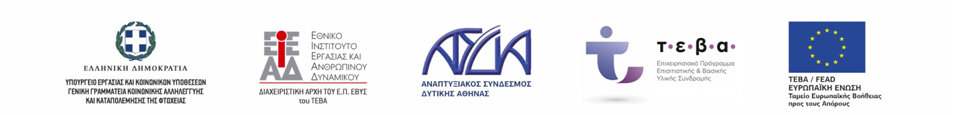 ΕΛΛΗΝΙΚΗ ΔΗΜΟΚΡΑΤΙΑ
ΥΠΟΥΡΓΕΙΟ ΕΡΓΑΣΙΑΣ ΚΑΙ ΚΟΙΝΩΝΙΚΩΝ ΥΠΟΘΕΣΕΩΝ
ΓΕΝΙΚΗ ΓΡΑΜΜΑΤΕΙΑ ΚΟΙΝΩΝΙΚΗΣ ΑΛΛΗΛΕΓΓΥΗΣ
ΚΑΙ ΚΑΤΑΠΟΛΕΜΗΣΗΣ ΤΗΣ ΦΤΩΧΕΙΑΣ
ΕΙΕΑΔ
ΕΘΝΙΚΟ
ΙΝΣΤΙΤΟΥΤΟ
ΕΡΓΑΣΙΑΣ ΚΑΙ
ΑΝΘΡΩΠΙΝΟΥ
ΔΥΝΑΜΙΚΟΥ
ΔΙΑΧΕΙΡΙΣΤΙΚΗ ΑΡΧΗ ΤΟΥ Ε.Π. ΕΒΥΣ
του ΤΕΒΑ
ΑΣΔΑ
ΑΝΑΠΤΥΞΙΑΚΟΣ ΣΥΝΔΕΣΜΟΣ
ΔΥΤΙΚΗΣ ΑΘΗΝΑΣ
τ·ε·β·α·
Επιχειρησιακό Πρόγραμμα
Επισιτιστικής & Βασικής
Υλικής Συνδρομής
ΤΕΒΑ / FEAD
ΕΥΡΩΠΑΪΚΗ ΕΝΩΣΗ
Ταμείο Ευρωπαϊκής Βοήθειας
προς τους Απόρους